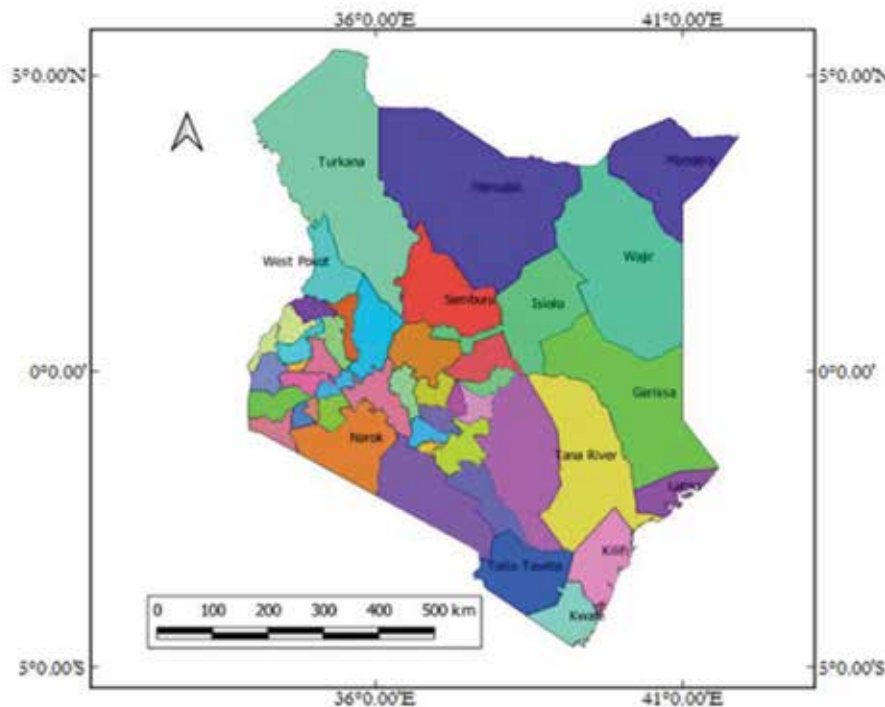 36°0.00'E 41°0.00'E
5°0.00'N 5°0.00'N
Turkana
Mandera
Marsabit
West Pokot
Wajir
Samburu
Isiolo
0°0.00' 0°0.00'
Garissa
Narok
Tana River
Lamu
Kilifi
Taita Taveta
Kwale
0 100 200 300 400 500 km
5°0.00'S 5°0.00'S
36°0.00'E 41°0.00'E